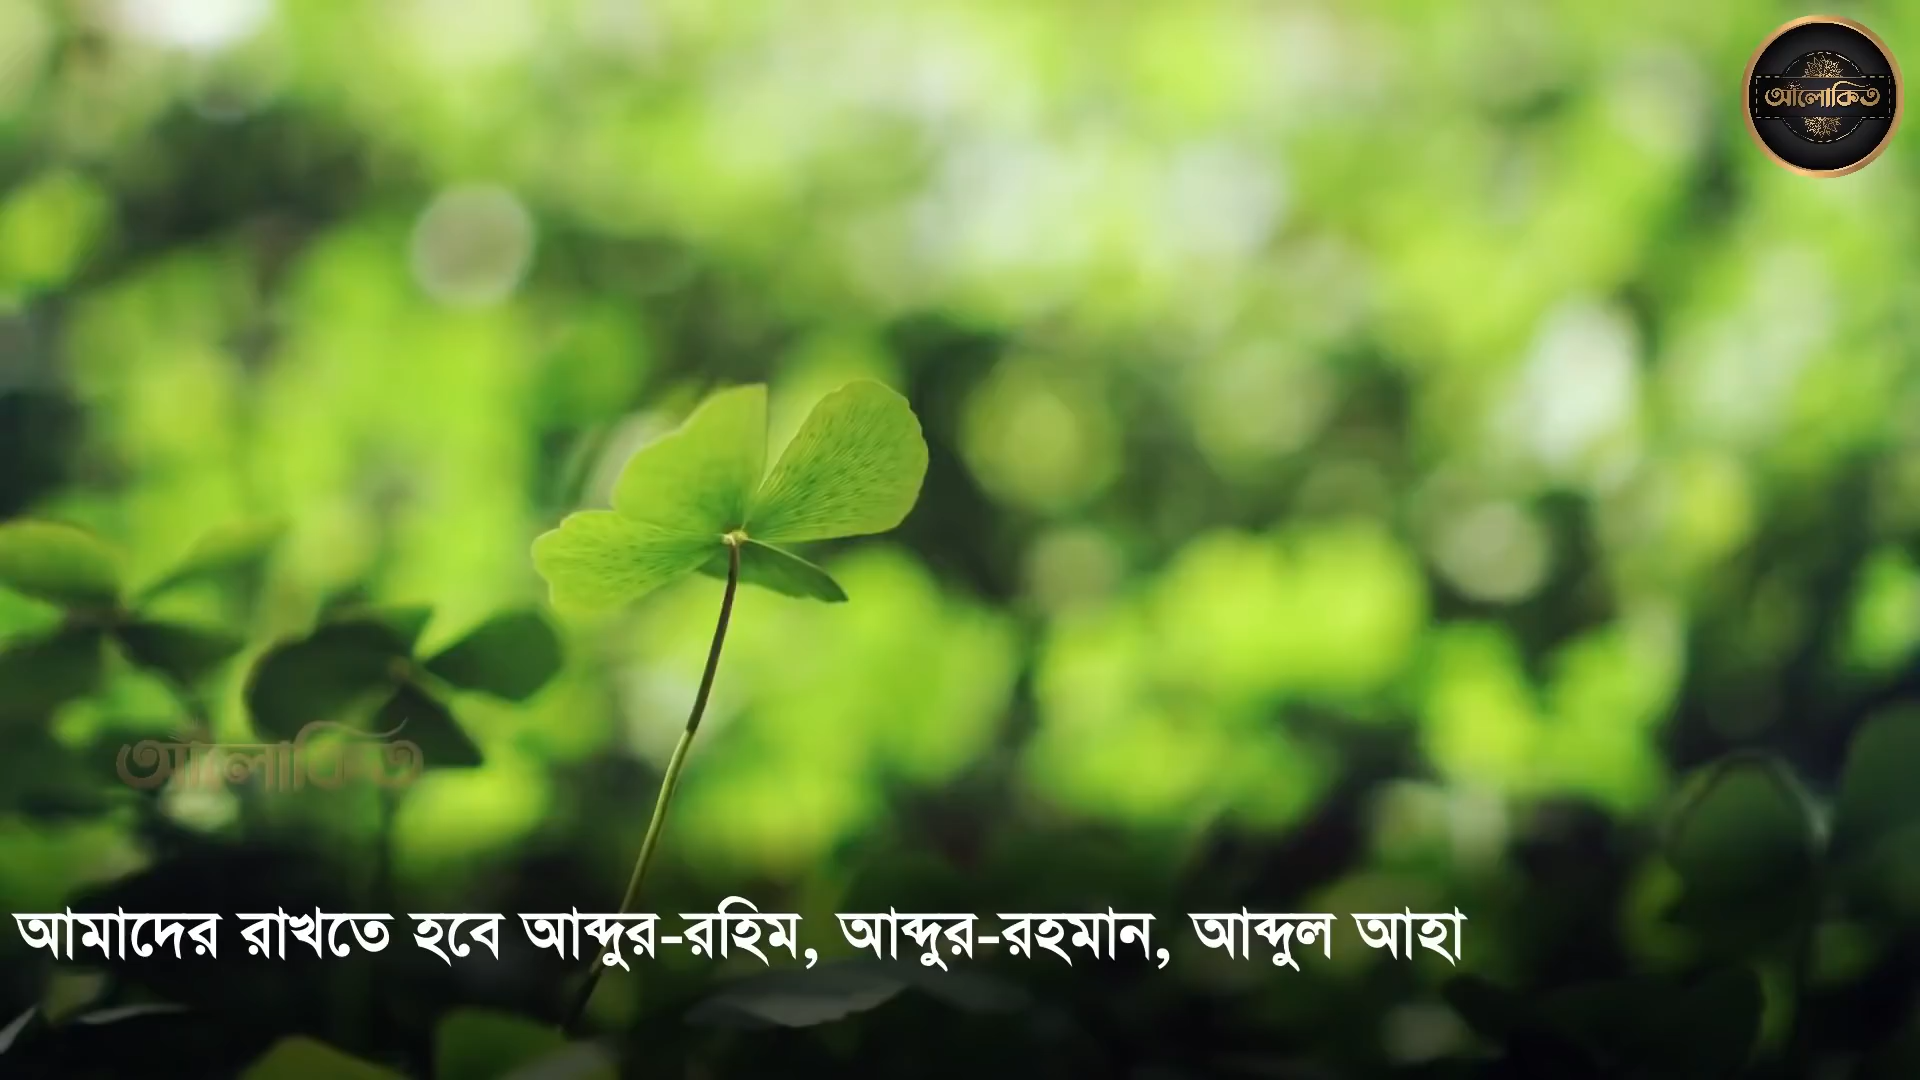 আলোকিত
আলোকিত
আমাদের রাখতে হবে আব্দুর-রহিম, আব্দুর-রহমান, আব্দুল আহা